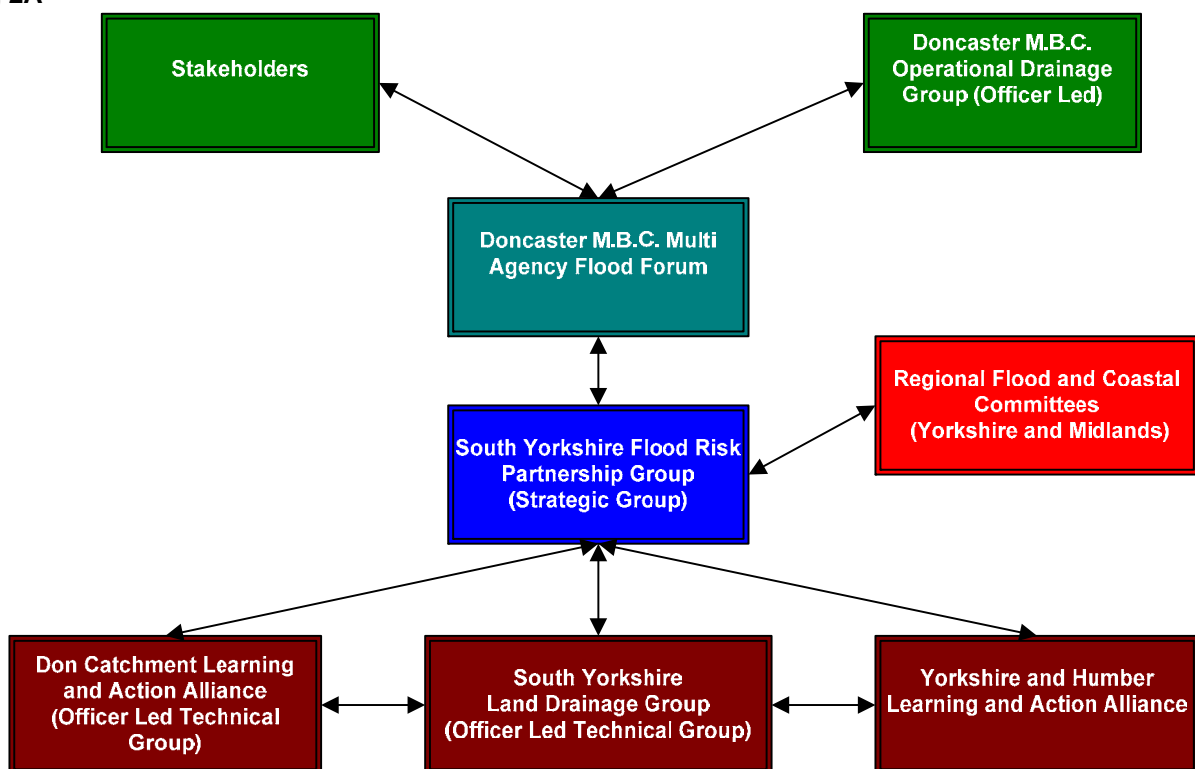 Stakeholders
Doncaster M.B.C.
Operational Drainage
Group (Officer Led)
Doncaster M.B.C. Multi
Agency Flood Forum
Regional Flood and Coastal
Committees
(Yorkshire and Midlands)
South Yorkshire Flood Risk
Partnership Group
(Strategic Group)
Don Catchment Learning
and Action Alliance
(Officer Led Technical
Group)
South Yorkshire
Land Drainage Group
(Officer Led Technical Group)
Yorkshire and Humber
Learning and Action Alliance